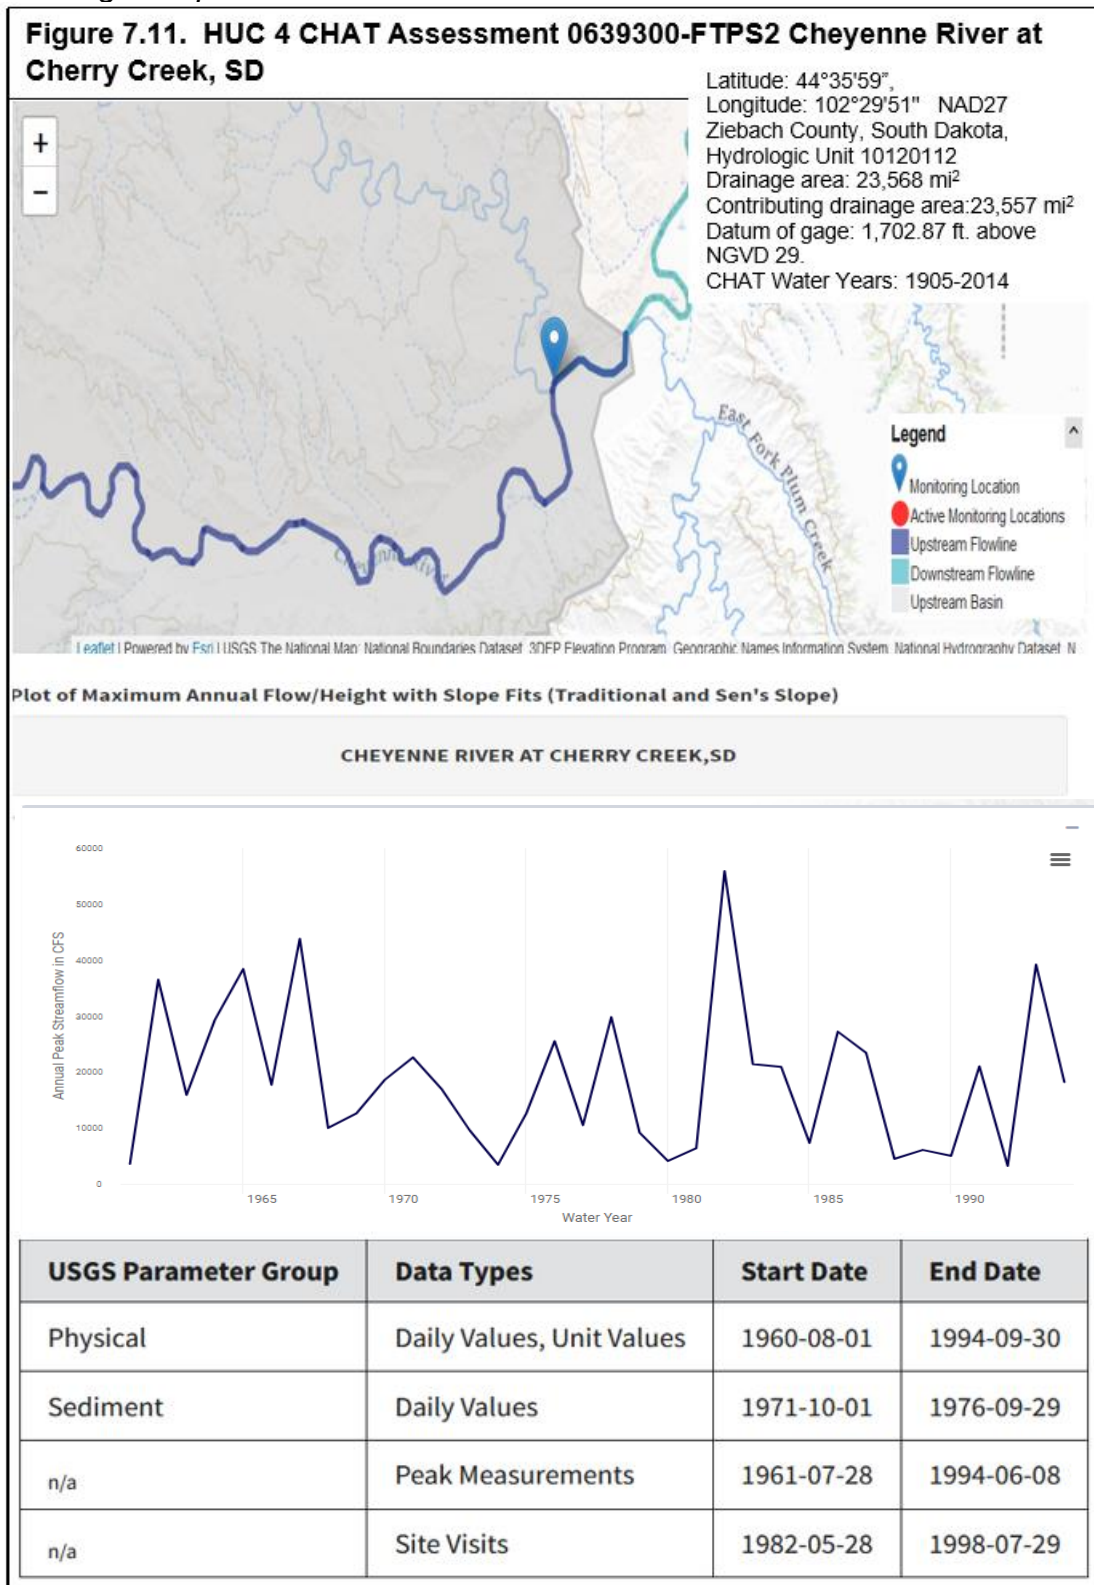 Figure 7.11. HUC 4 CHAT Assessment 0639300-FTPS2 Cheyenne River at
Cherry Creek, SD
Latitude: 44°35'59”,
Longitude: 102°29'51" NAD27
Ziebach County, South Dakota,
Hydrologic Unit 10120112
Drainage area: 23,568 mi²
Contributing drainage area:23,557 mi²
Datum of gage: 1,702.87 ft. above
NGVD 29.
CHAT Water Years: 1905-2014
+
−
East Fork Plum Creek
Cheyenne River
Legend
Monitoring Location
Active Monitoring Locations
Upstream Flowline
Downstream Flowline
Upstream Basin
Leaflet | Powered by Esri | USGS The National Map: National Boundaries Dataset, 3DEP Elevation Program, Geographic Names Information System, National Hydrography Dataset, N
Plot of Maximum Annual Flow/Height with Slope Fits (Traditional and Sen's Slope)
CHEYENNE RIVER AT CHERRY CREEK,SD
Annual Peak Streamflow in CFS
60000
50000
40000
30000
20000
10000
0
1965 1970 1975 1980 1985 1990
Water Year
USGS Parameter Group Data Types Start Date End Date
Physical Daily Values, Unit Values 1960-08-01 1994-09-30
Sediment Daily Values 1971-10-01 1976-09-29
n/a Peak Measurements 1961-07-28 1994-06-08
n/a Site Visits 1982-05-28 1998-07-29